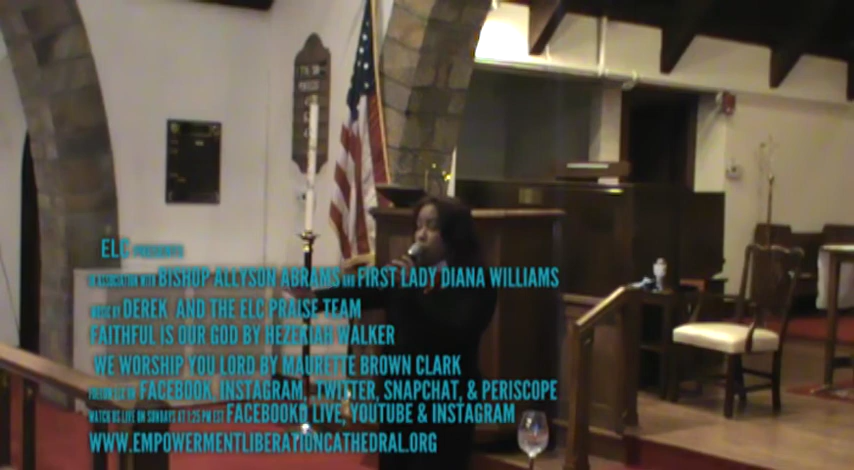 ELC PRESENTS
IN ASSOCIATION WITH BISHOP ALLYSON ABRAMS AND FIRST LADY DIANA WILLIAMS
MUSIC BY DEREK AND THE ELC PRAISE TEAM
FAITHFUL IS OUR GOD BY HEZEKIAH WALKER
WE WORSHIP YOU LORD BY MAURETTE BROWN CLARK
FOLLOW ELC ON FACEBOOK, INSTAGRAM, TWITTER, SNAPCHAT, & PERISCOPE
WATCH US LIVE ON SUNDAYS AT 1:25 PM EST FACEBOOKD LIVE, YOUTUBE & INSTAGRAM
WWW.EMPOWERMENTLIBERATIONCATHEDRAL.ORG